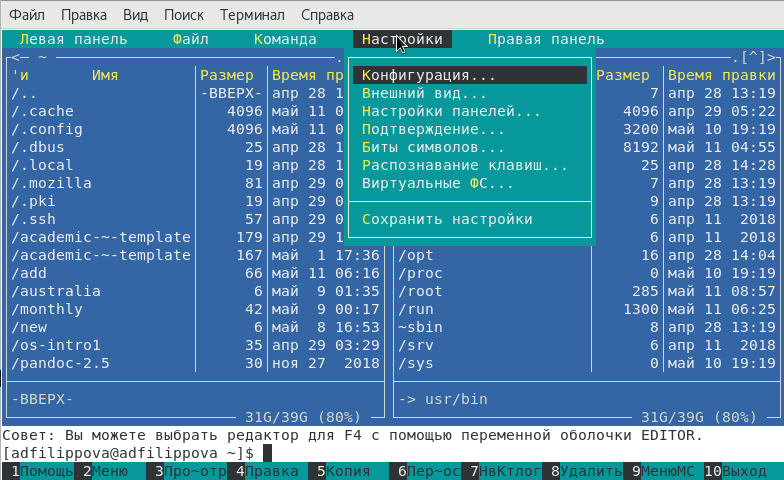 Файл Правка Вид Поиск Терминал Справка
Левая панель Файл Команда Настройки Правая панель
<— ~ .[^]>
'и Имя Размер Время пр Размер Время правки
/.. -ВВЕРХ- апр 28 1 7 апр 28 13:19
/.cache 4096 май 11 0 4096 апр 29 05:22
/.config 4096 май 11 0 3200 май 10 19:19
/.dbus 25 апр 28 1 8192 май 11 04:55
/.local 19 апр 28 1 25 апр 28 14:28
/.mozilla 81 апр 29 0 7 апр 28 13:19
/.pki 19 апр 29 0 9 апр 28 13:19
/.ssh 57 апр 29 0 6 апр 11 2018
/academic-~-template 179 апр 29 1 6 апр 11 2018
/academic-~-template 167 май 1 17:36 /opt 16 апр 28 14:04
/add 66 май 11 06:16 /proc 0 май 10 19:19
/australia 6 май 9 01:35 /root 285 май 11 08:57
/monthly 42 май 9 00:17 /run 1300 май 11 06:25
/new 6 май 8 16:53 ~sbin 8 апр 28 13:19
/os-intro1 35 апр 29 03:29 /srv 6 апр 11 2018
/pandoc-2.5 30 ноя 27 2018 /sys 0 май 10 19:19
Конфигурация...
Внешний вид...
Настройки панелей...
Подтверждение...
Биты символов...
Распознавание клавиш...
Виртуальные ФС...
Сохранить настройки
-ВВЕРХ- -> usr/bin
31G/39G (80%) 31G/39G (80%)
Совет: Вы можете выбрать редактор для F4 с помощью переменной оболочки EDITOR.
[adfilippova@adfilippova ~]$
1Помощь 2Меню 3Про~отр 4Правка 5Копия 6Пер~ос 7НвКтлог 8Удалить 9МенюМС 10Выход